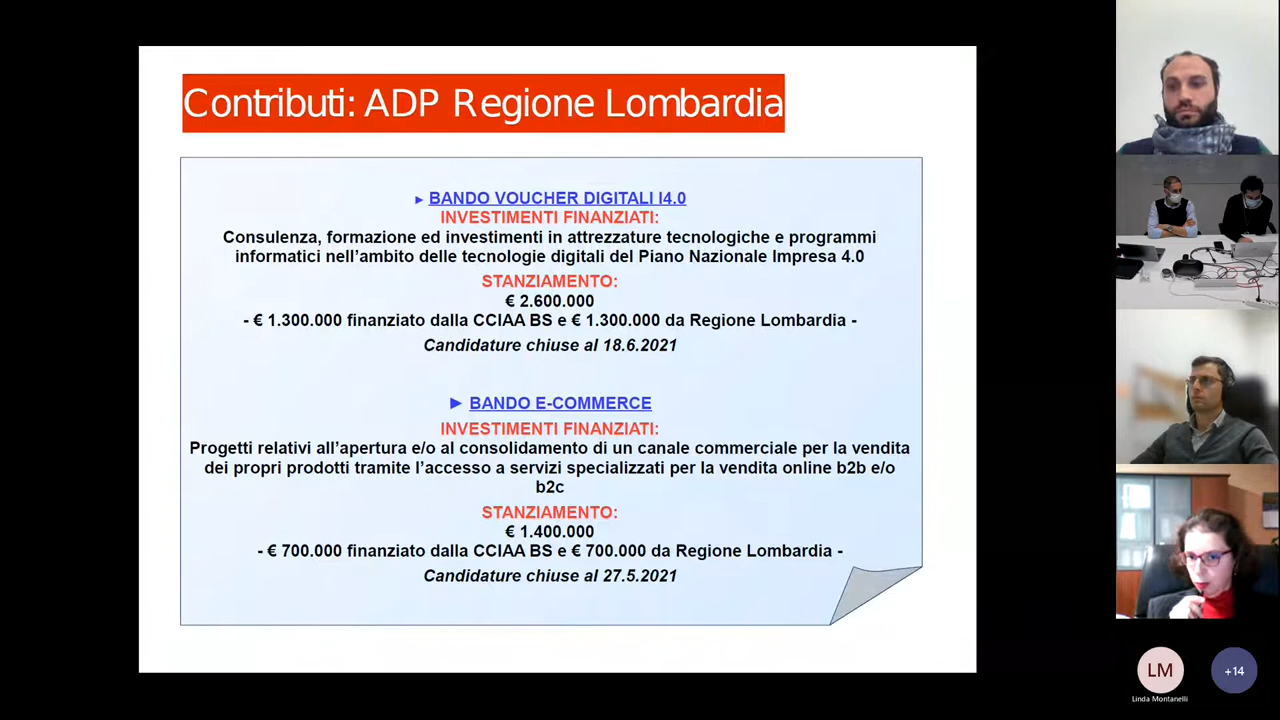 Contributi: ADP Regione Lombardia
► BANDO VOUCHER DIGITALI I4.0
INVESTIMENTI FINANZIATI:
Consulenza, formazione ed investimenti in attrezzature tecnologiche e programmi
informatici nell'ambito delle tecnologie digitali del Piano Nazionale Impresa 4.0
STANZIAMENTO:
€ 2.600.000
- € 1.300.000 finanziato dalla CCIAA BS e € 1.300.000 da Regione Lombardia -
Candidature chiuse al 18.6.2021
► BANDO E-COMMERCE
INVESTIMENTI FINANZIATI:
Progetti relativi all'apertura e/o al consolidamento di un canale commerciale per la vendita
dei propri prodotti tramite l'accesso a servizi specializzati per la vendita online b2b e/o
b2c
STANZIAMENTO:
€ 1.400.000
- € 700.000 finanziato dalla CCIAA BS e € 700.000 da Regione Lombardia -
Candidature chiuse al 27.5.2021
LM
+14
Linda Montanelli